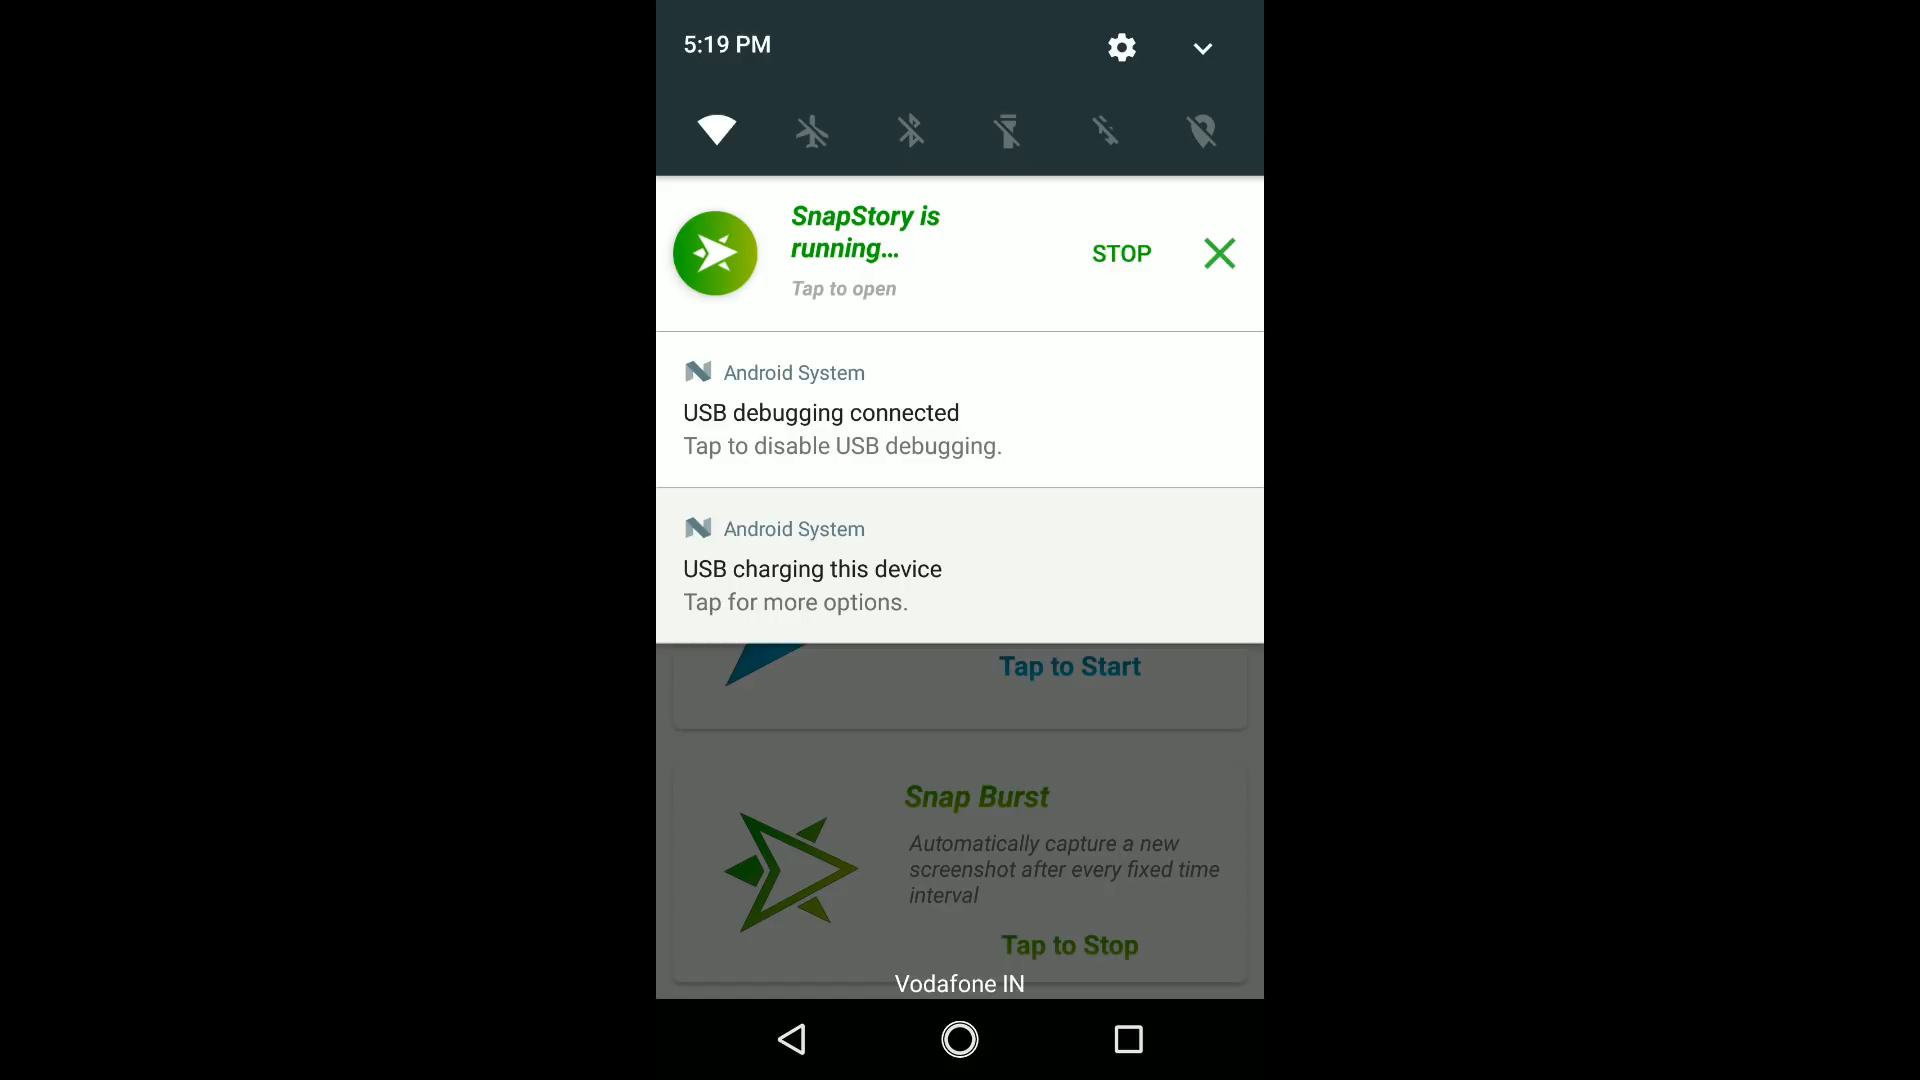 5:19 PM
SnapStory is
running...
Tap to open
STOP
Android System
USB debugging connected
Tap to disable USB debugging.
Android System
USB charging this device
Tap for more options.
Tap to Start
Snap Burst
Automatically capture a new
screenshot after every fixed time
interval
Tap to Stop
Vodafone IN